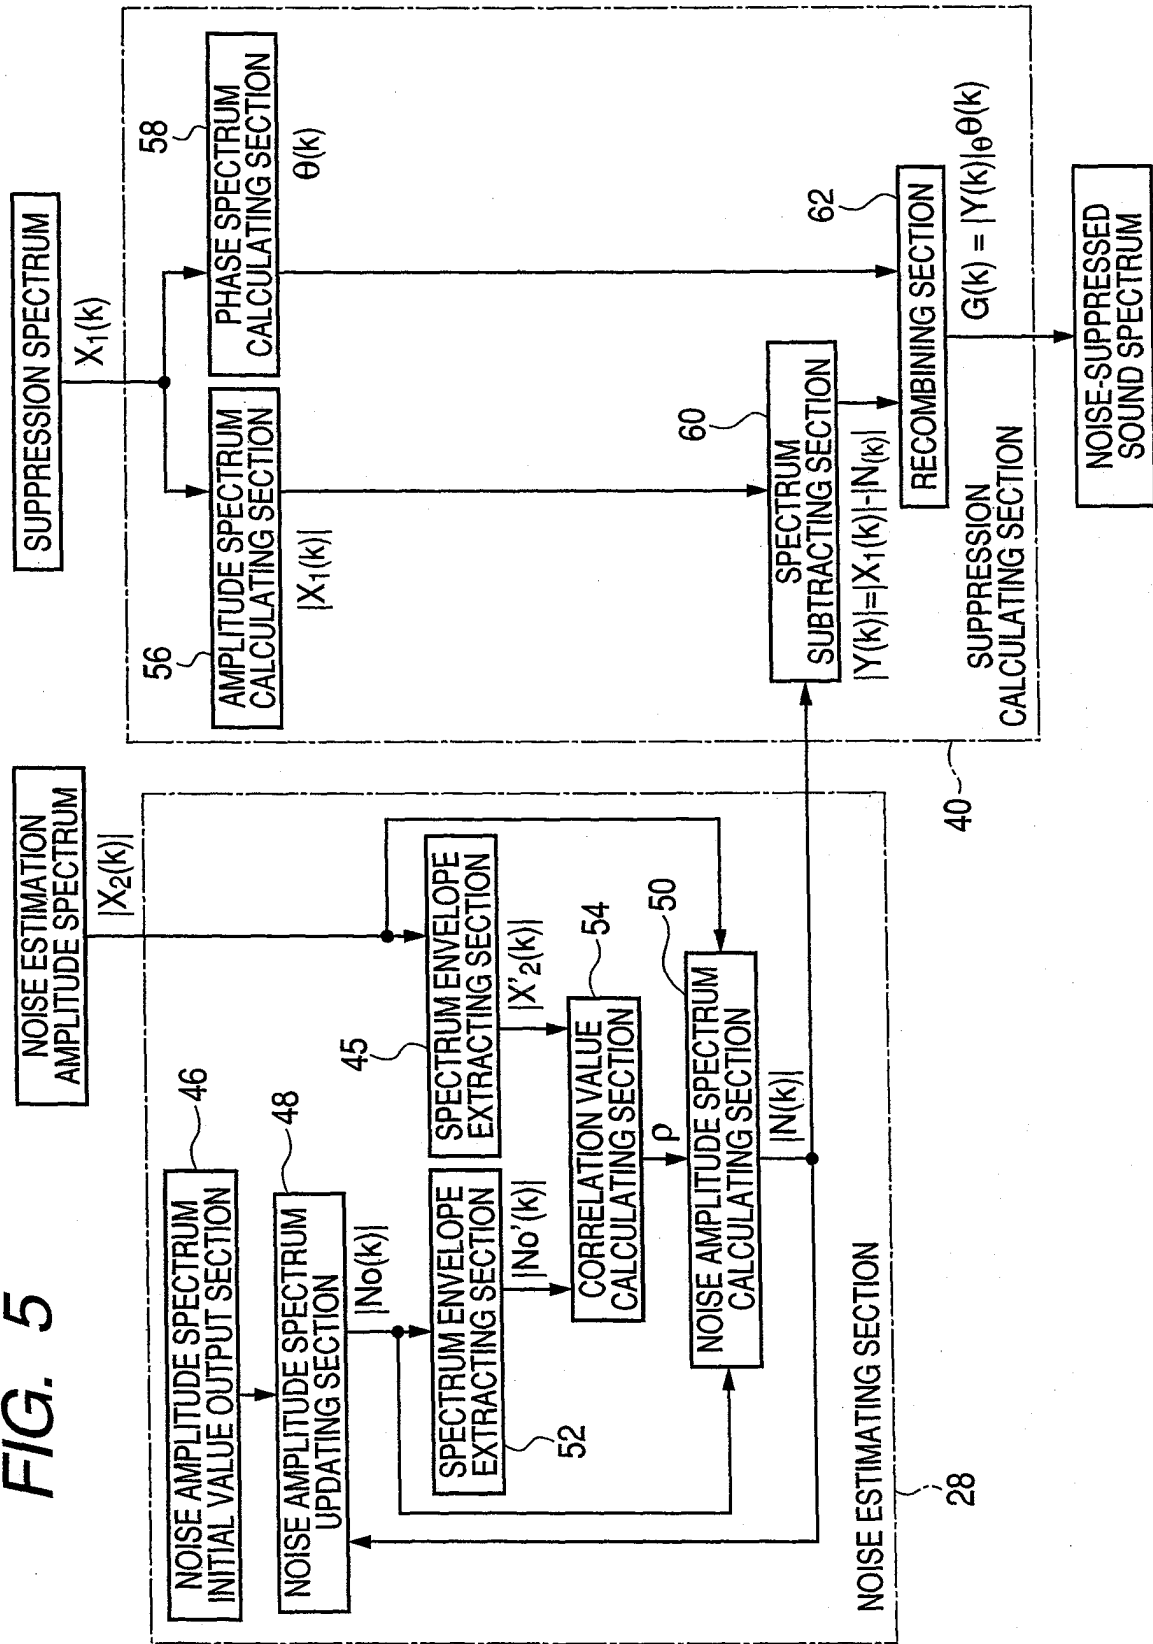 FIG. 5
NOISE ESTIMATION
AMPLITUDE SPECTRUM
|X2(k)|
NOISE AMPLITUDE SPECTRUM
INITIAL VALUE OUTPUT SECTION
46
NOISE AMPLITUDE SPECTRUM
UPDATING SECTION
48
|No(k)|
SPECTRUM ENVELOPE
EXTRACTING SECTION
52
|No'(k)|
SPECTRUM ENVELOPE
EXTRACTING SECTION
45
|X'2(k)|
CORRELATION VALUE
CALCULATING SECTION
54
ρ
NOISE AMPLITUDE SPECTRUM
CALCULATING SECTION
50
|N(k)|
NOISE ESTIMATING SECTION
28
SUPPRESSION SPECTRUM
X1(k)
AMPLITUDE SPECTRUM
CALCULATING SECTION
56
|X1(k)|
PHASE SPECTRUM
CALCULATING SECTION
58
θ(k)
SPECTRUM
SUBTRACTING SECTION
60
|Y(k)|=|X1(k)|-|N(k)|
RECOMBINING SECTION
62
G(k) = |Y(k)|θθ(k)
SUPPRESSION
CALCULATING SECTION
40
NOISE-SUPPRESSED
SOUND SPECTRUM